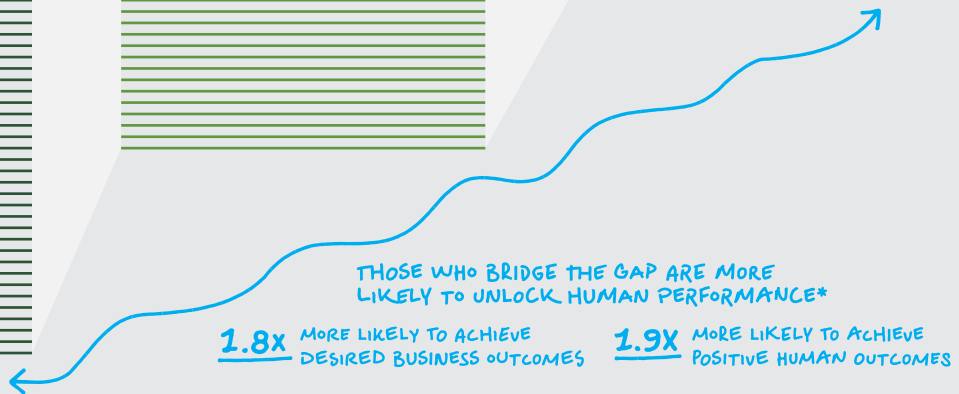 THOSE WHO BRIDGE THE GAP ARE MORE
LIKELY TO UNLOCK HUMAN PERFORMANCE*
1.8x MORE LIKELY TO ACHIEVE
DESIRED BUSINESS OUTCOMES
1.9X MORE LIKELY TO ACHIEVE
POSITIVE HUMAN OUTCOMES